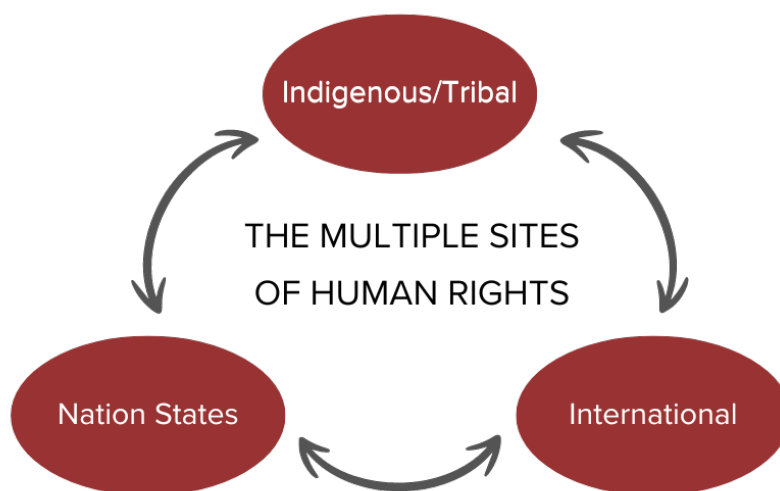 Indigenous/Tribal
THE MULTIPLE SITES
OF HUMAN RIGHTS
Nation States
International